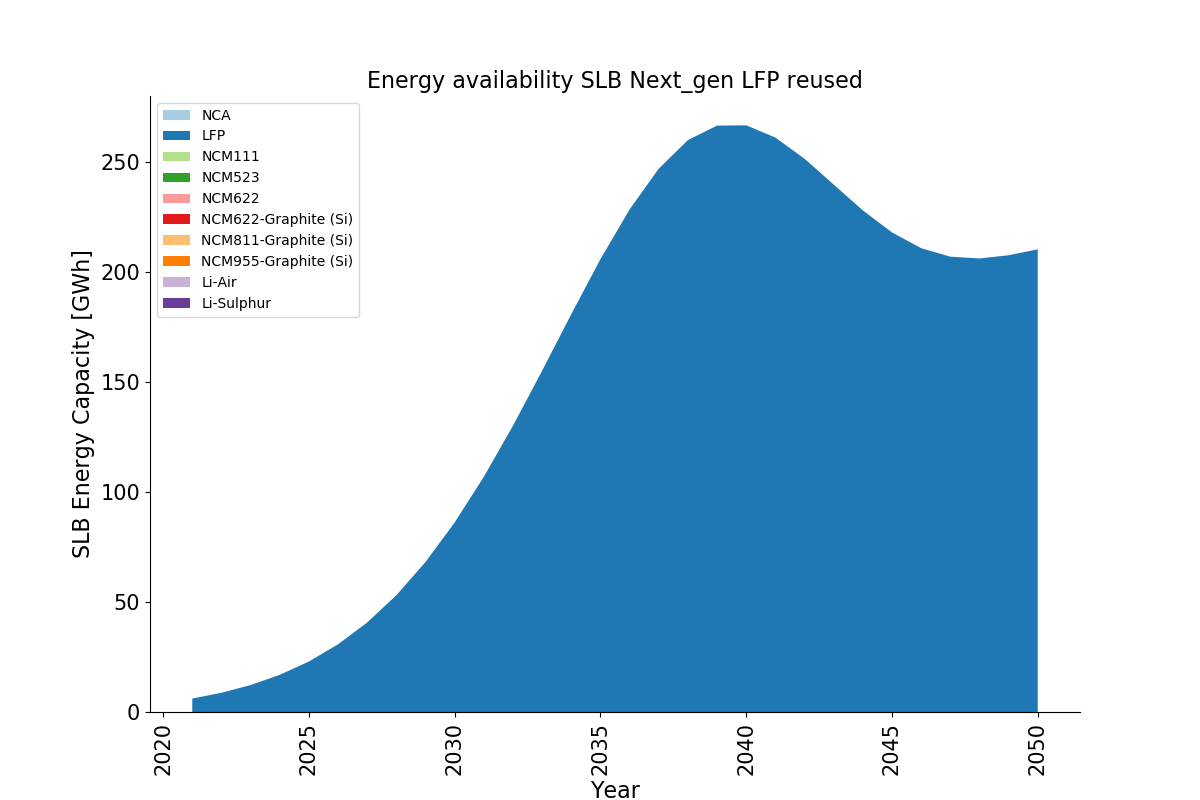 Energy availability SLB Next_gen LFP reused
NCA
LFP
NCM111
NCM523
NCM622
NCM622-Graphite (Si)
NCM811-Graphite (Si)
NCM955-Graphite (Si)
Li-Air
Li-Sulphur
SLB Energy Capacity [GWh]
250
200
150
100
50
0
2020
2025
2030
2035
2040
2045
2050
Year